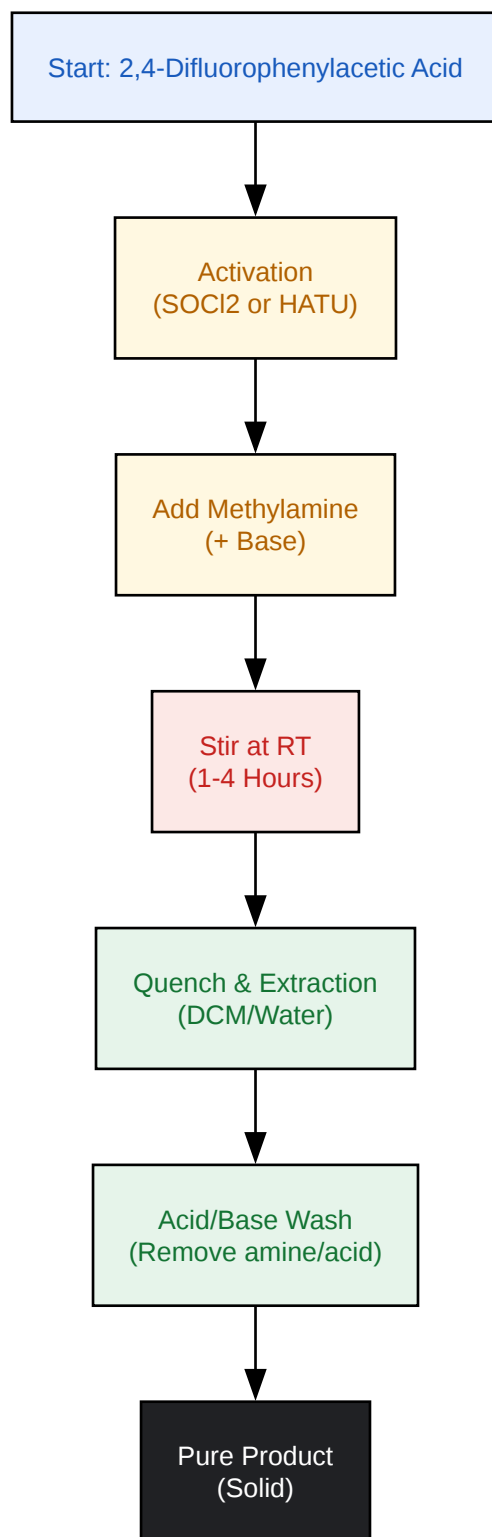 Start: 2,4-Difluorophenylacetic Acid
Activation
(SOCl2 or HATU)
Add Methylamine
(+ Base)
Stir at RT
(1-4 Hours)
Quench & Extraction
(DCM/Water)
Acid/Base Wash
(Remove amine/acid)
Pure Product
(Solid)